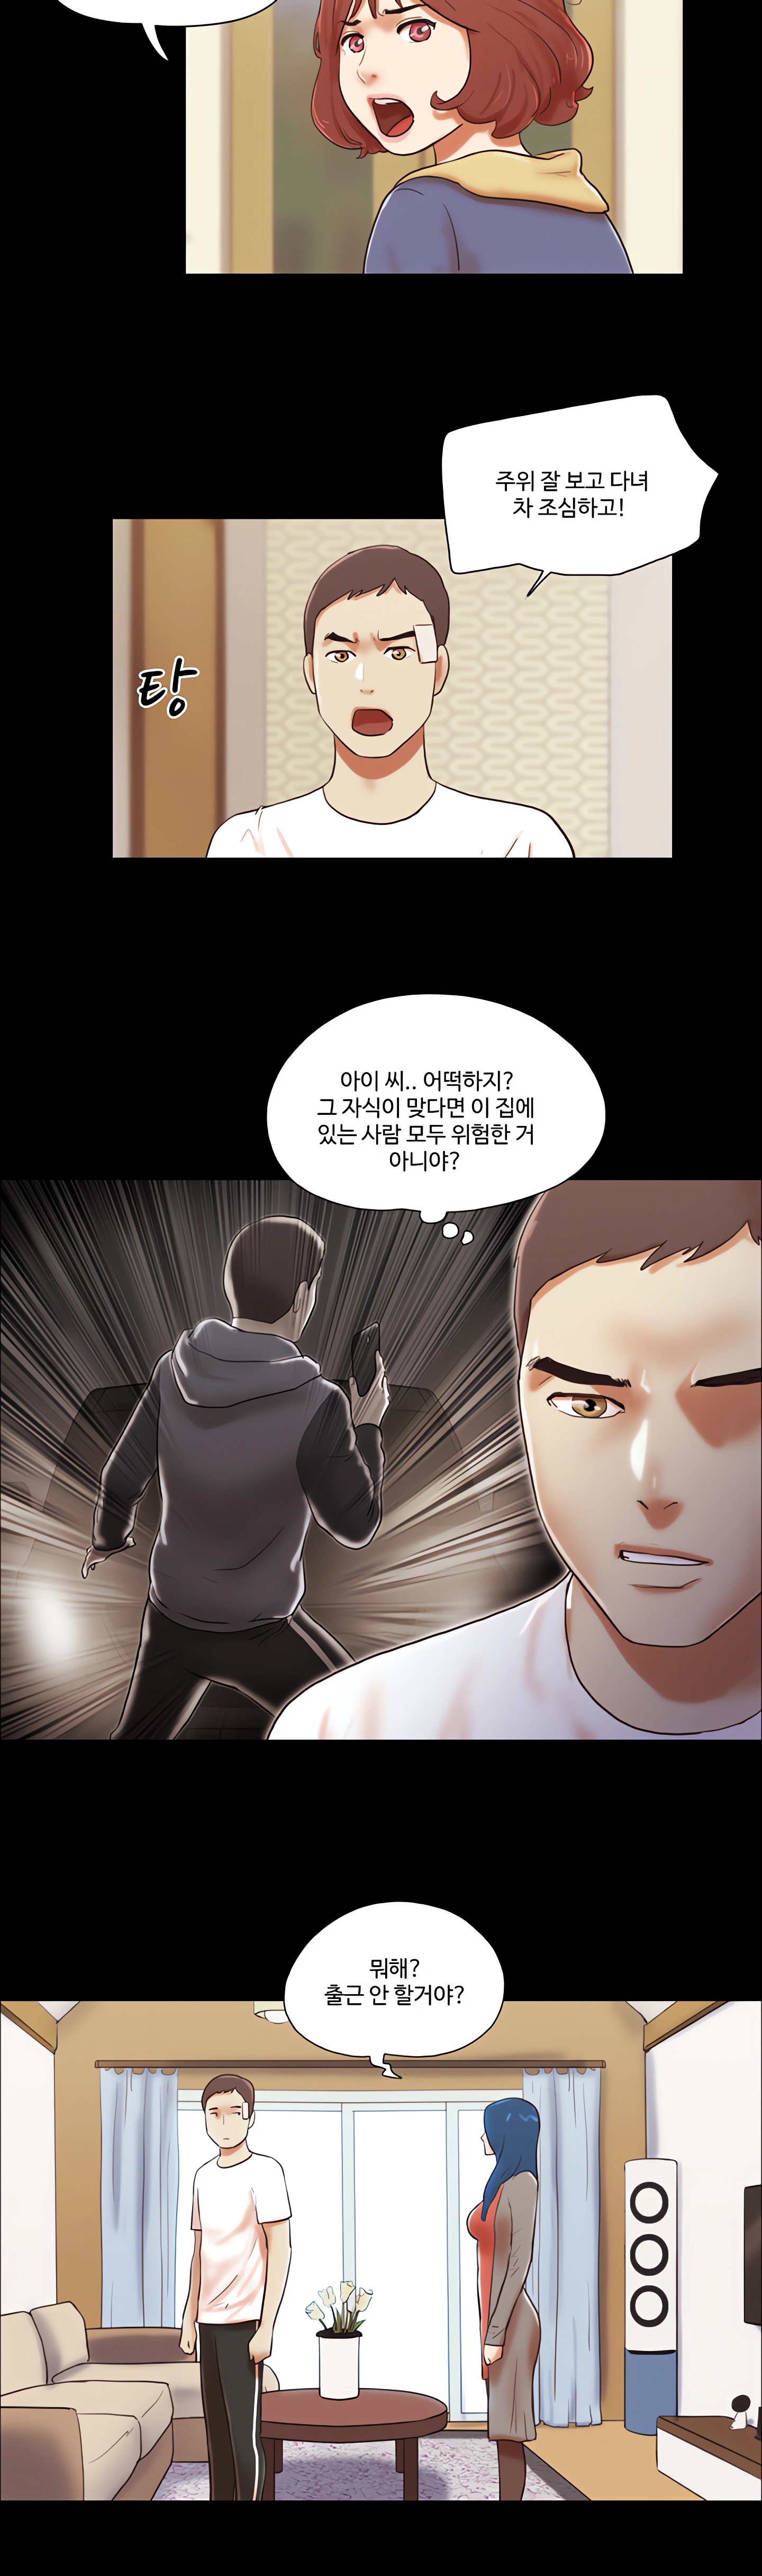 주위 잘 보고 다녀
차 조심하고!
탕
아이 씨.. 어떡하지?
그 자식이 맞다면 이 집에
있는 사람 모두 위험한 거
아니야?
뭐해?
출근 안 할거야?